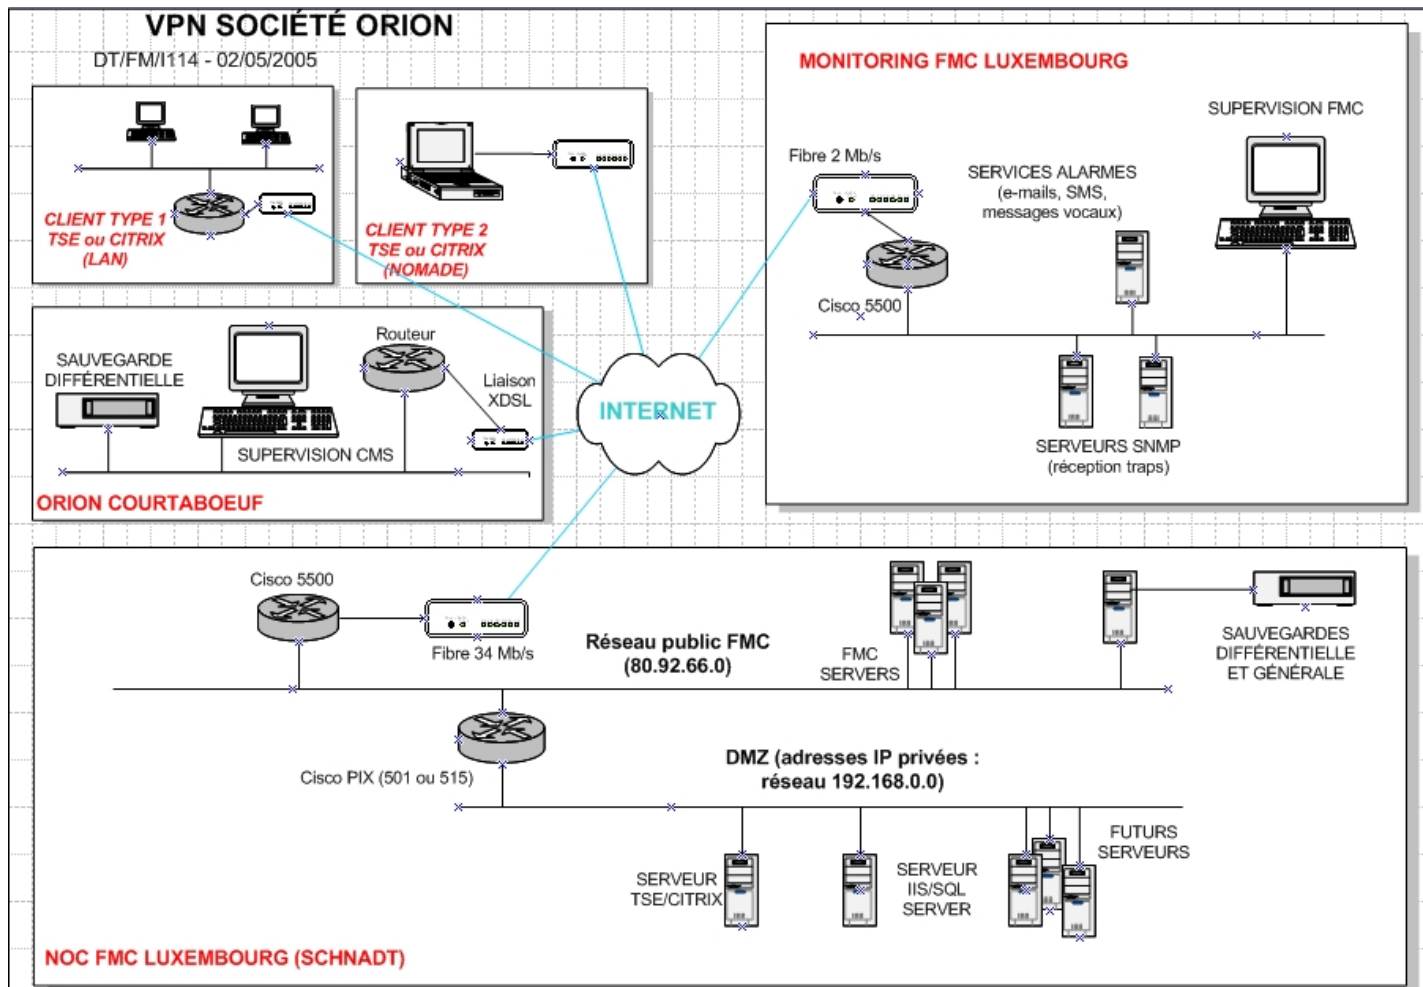 VPN SOCIÉTÉ ORION
DT/FM/I114 - 02/05/2005
CLIENT TYPE 1
TSE ou CITRIX
(LAN)
CLIENT TYPE 2
TSE ou CITRIX
(NOMADE)
MONITORING FMC LUXEMBOURG
SUPERVISION FMC
Fibre 2 Mb/s
SERVICES ALARMES
(e-mails, SMS,
messages vocaux)
Cisco 5500
SERVEURS SNMP
(réception traps)
SAUVEGARDE
DIFFÉRENTIELLE
Routeur
Liaison
XDSL
SUPERVISION CMS
ORION COURTABOEUF
INTERNET
Cisco 5500
Fibre 34 Mb/s
Réseau public FMC
(80.92.66.0)
FMC
SERVERS
SAUVEGARDES
DIFFÉRENTIELLE
ET GÉNÉRALE
Cisco PIX (501 ou 515)
DMZ (adresses IP privées :
réseau 192.168.0.0)
SERVEUR
TSE/CITRIX
SERVEUR
IIS/SQL
SERVER
FUTURS
SERVEURS
NOC FMC LUXEMBOURG (SCHNADT)